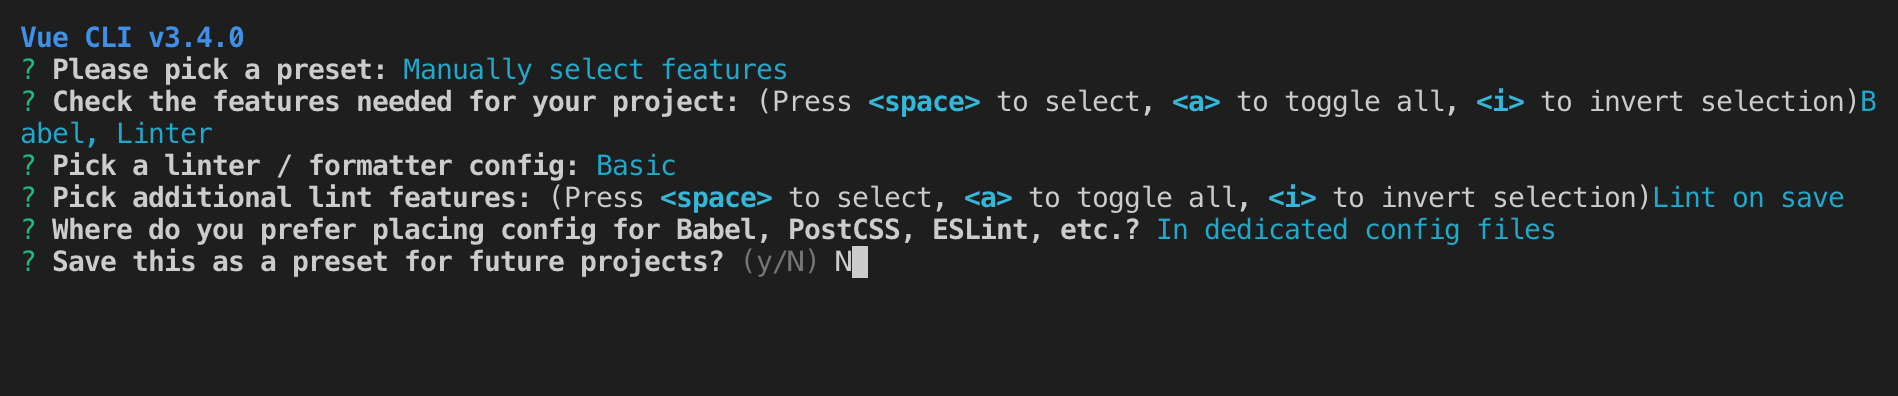 Vue CLI v3.4.0
? Please pick a preset: Manually select features
? Check the features needed for your project: (Press <space> to select, <a> to toggle all, <i> to invert selection)B
abel, Linter
? Pick a linter / formatter config: Basic
? Pick additional lint features: (Press <space> to select, <a> to toggle all, <i> to invert selection)Lint on save
? Where do you prefer placing config for Babel, PostCSS, ESLint, etc.? In dedicated config files
? Save this as a preset for future projects? (y/N) N